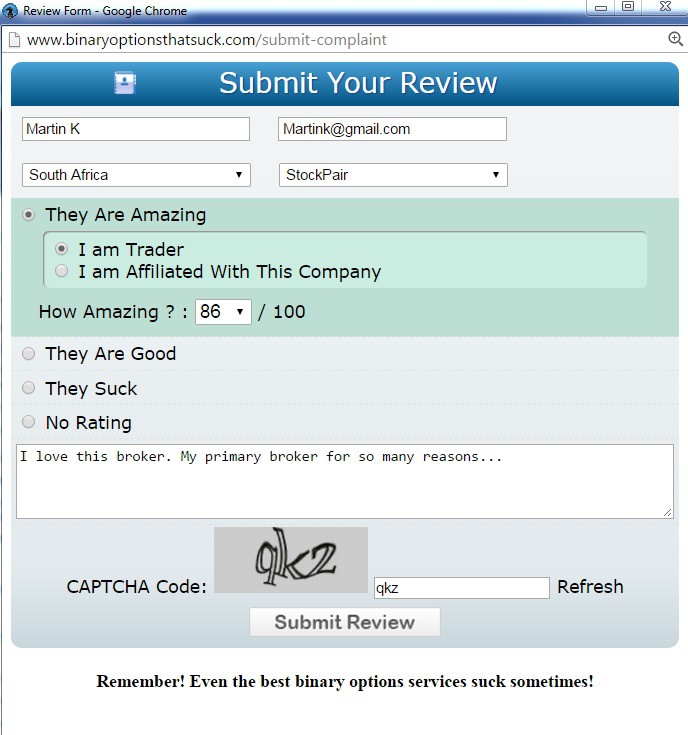 Review Form - Google Chrome
www.binaryoptionsthatsuck.com/submit-complaint
Submit Your Review
Martin K Martink@gmail.com
South Africa StockPair
They Are Amazing
I am Trader
I am Affiliated With This Company
How Amazing ? : 86 / 100
They Are Good
They Suck
No Rating
I love this broker. My primary broker for so many reasons...
qkz
CAPTCHA Code: qkz Refresh
Submit Review
Remember! Even the best binary options services suck sometimes!